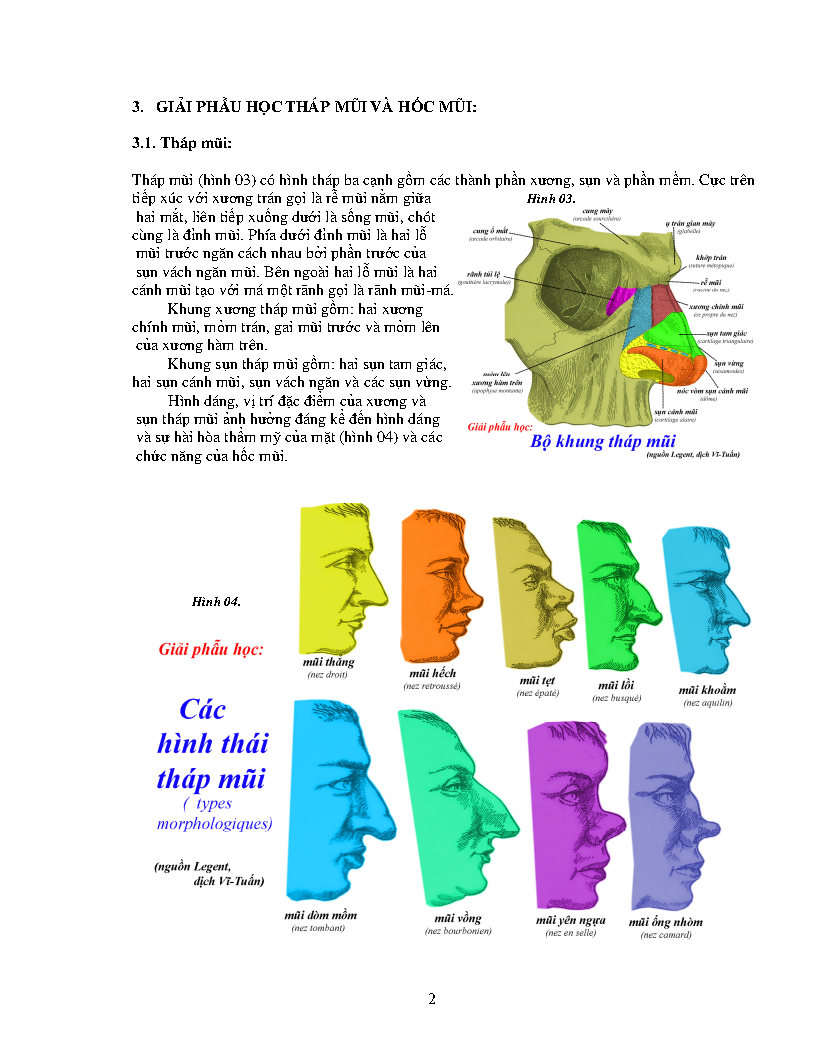 3. GIẢI PHẪU HỌC THÁP MŨI VÀ HỐC MŨI:
3.1. Tháp mũi:
Tháp mũi (hình 03) có hình tháp ba cạnh gồm các thành phần xương, sụn và phần mềm. Cực trên
tiếp xúc với xương trán gọi là rễ mũi nằm giữa
hai mắt, liên tiếp xuống dưới là sống mũi, chót
cùng là đỉnh mũi. Phía dưới đỉnh mũi là hai lỗ
mũi trước ngăn cách nhau bởi phần trước của
sụn vách ngăn mũi. Bên ngoài hai lỗ mũi là hai
cánh mũi tạo với má một rãnh gọi là rãnh mũi-má.
Khung xương tháp mũi gồm: hai xương
chính mũi, mỏm trán, gai mũi trước và mỏm lên
của xương hàm trên.
Khung sụn tháp mũi gồm: hai sụn tam giác,
hai sụn cánh mũi, sụn vách ngăn và các sụn vừng.
Hình dáng, vị trí đặc điểm của xương và
sụn tháp mũi ảnh hưởng đáng kể đến hình dáng
và sự hài hòa thẩm mỹ của mặt (hình 04) và các
chức năng của hốc mũi.
Hình 03.
cung mày
(arcade sourcilière)
ụ trán gian mày
(glabelle)
cung ổ mắt
(arcade orbitaire)
khớp trán
(suture métopique)
rãnh túi lệ
(gouttière lacrymale)
rễ mũi
(racine du nez)
xương chính mũi
(os propre du nez)
sụn tam giác
(cartilage triangulaire)
sụn vừng
(sésamoïdes)
mỏm lên
xương hàm trên
(apophyse montante)
nóc vòm sụn cánh mũi
(dôme)
sụn cánh mũi
(cartilage alaire)
Giải phẫu học:
Bộ khung tháp mũi
(nguồn Legent, dịch Vĩ-Tuấn)
Hình 04.
Giải phẫu học:
Các
hình thái
tháp mũi
( types
morphologiques)
(nguồn Legent,
dịch Vĩ-Tuấn)
mũi thẳng
(nez droit)
mũi hếch
(nez retroussé)
mũi tẹt
(nez épaté)
mũi lồi
(nez busqué)
mũi khoằm
(nez aquilin)
mũi dòm mồm
(nez tombant)
mũi vồng
(nez bourbonien)
mũi yên ngựa
(nez en selle)
mũi ống nhòm
(nez camard)
2